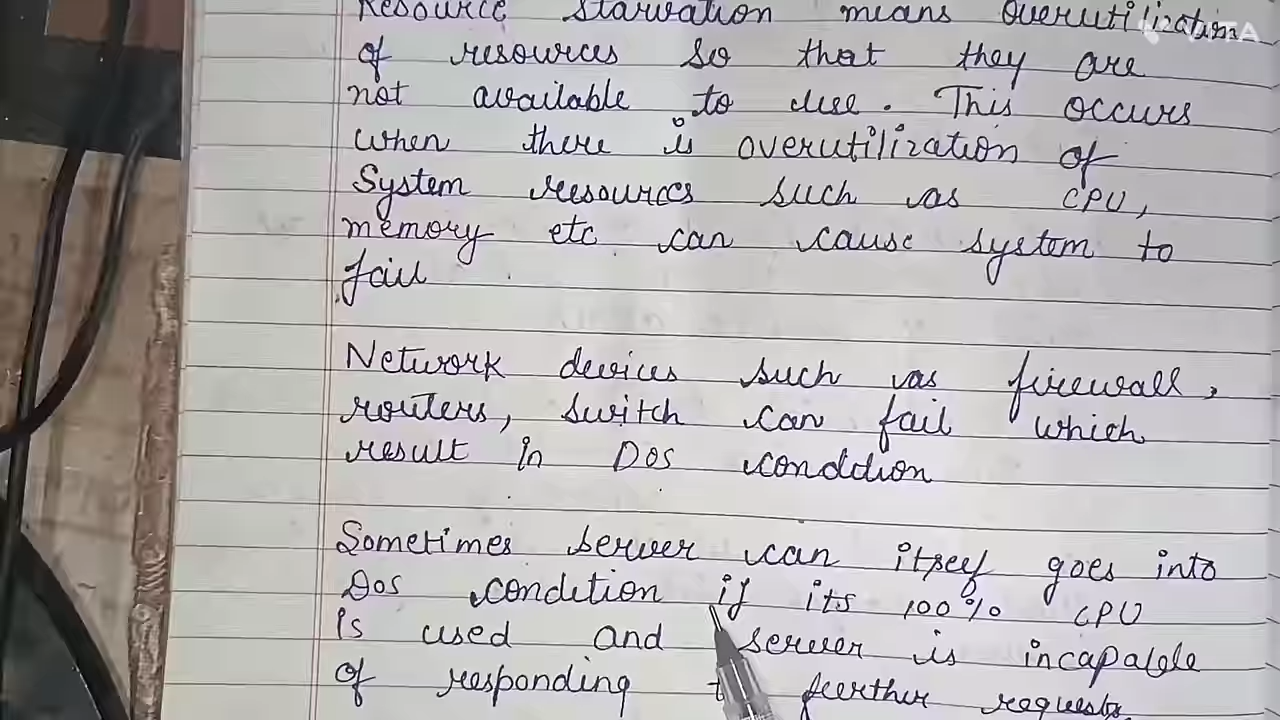 Resource starvation means overutilization
of resources so that they are
not available to use. This occurs
when there is overutilization of
System resources such as CPU,
memory etc can cause system to
fail
Network devices such as firewall,
routers, switch can fail which
result in Dos condition
Sometimes server can itself goes into
Dos condition if its 100% CPU
is used and server is incapable
of responding further requests